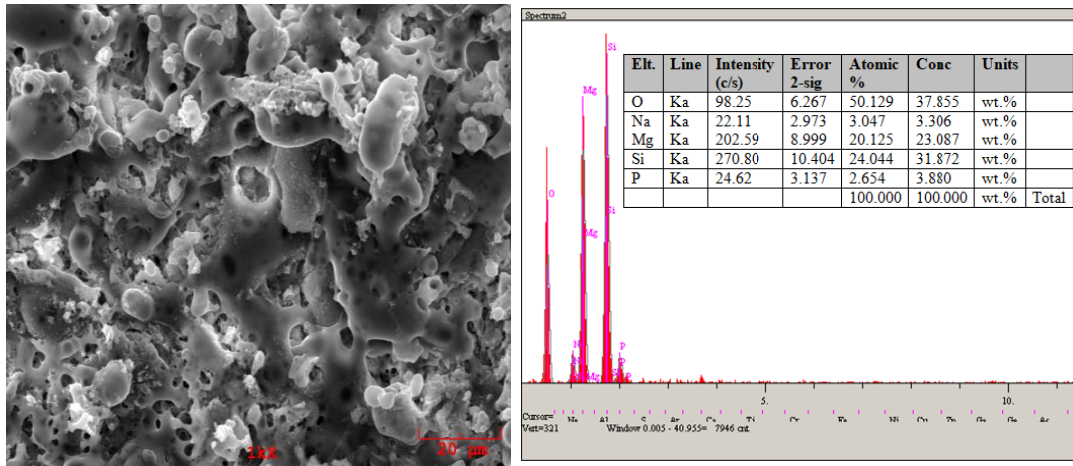 1kX
20 µm
Spectrum2
Elt. Line Intensity (c/s) Error 2-sig Atomic % Conc Units
O Ka 98.25 6.267 50.129 37.855 wt.%
Na Ka 22.11 2.973 3.047 3.306 wt.%
Mg Ka 202.59 8.999 20.125 23.087 wt.%
Si Ka 270.80 10.404 24.044 31.872 wt.%
P Ka 24.62 3.137 2.654 3.880 wt.%
100.000 100.000 wt.% Total
Si
Mg
O
Si
Mg
P
P
Mg
P
5.
10.
Cursor=
Vert=321 Window 0.005 - 40.955= 7946 cnt